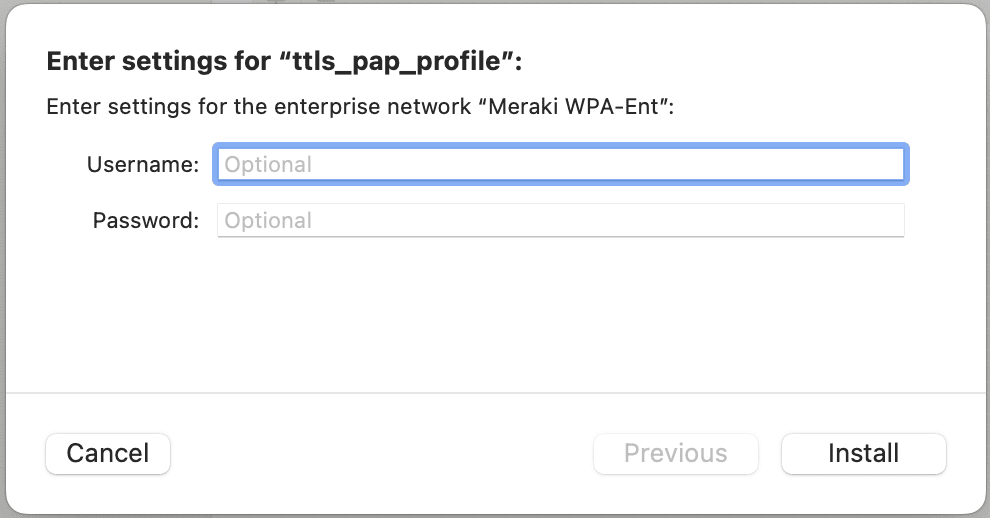 Enter settings for “ttls_pap_profile”:
Enter settings for the enterprise network “Meraki WPA-Ent”:
Username: Optional
Password: Optional
Cancel Previous Install